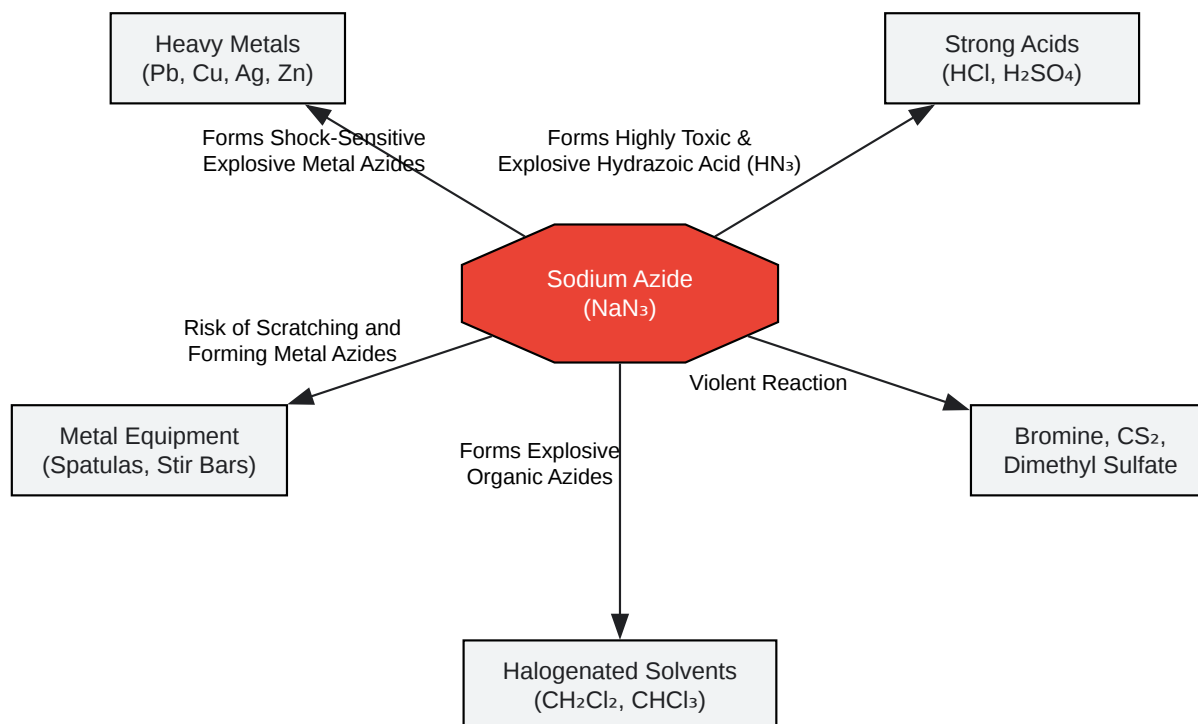 Heavy Metals
(Pb, Cu, Ag, Zn)
Strong Acids
(HCl, H₂SO₄)
Forms Shock-Sensitive
Explosive Metal Azides
Forms Highly Toxic &
Explosive Hydrazoic Acid (HN₃)
Sodium Azide
(NaN₃)
Risk of Scratching and
Forming Metal Azides
Violent Reaction
Metal Equipment
(Spatulas, Stir Bars)
Forms Explosive
Organic Azides
Bromine, CS₂,
Dimethyl Sulfate
Halogenated Solvents
(CH₂Cl₂, CHCl₃)